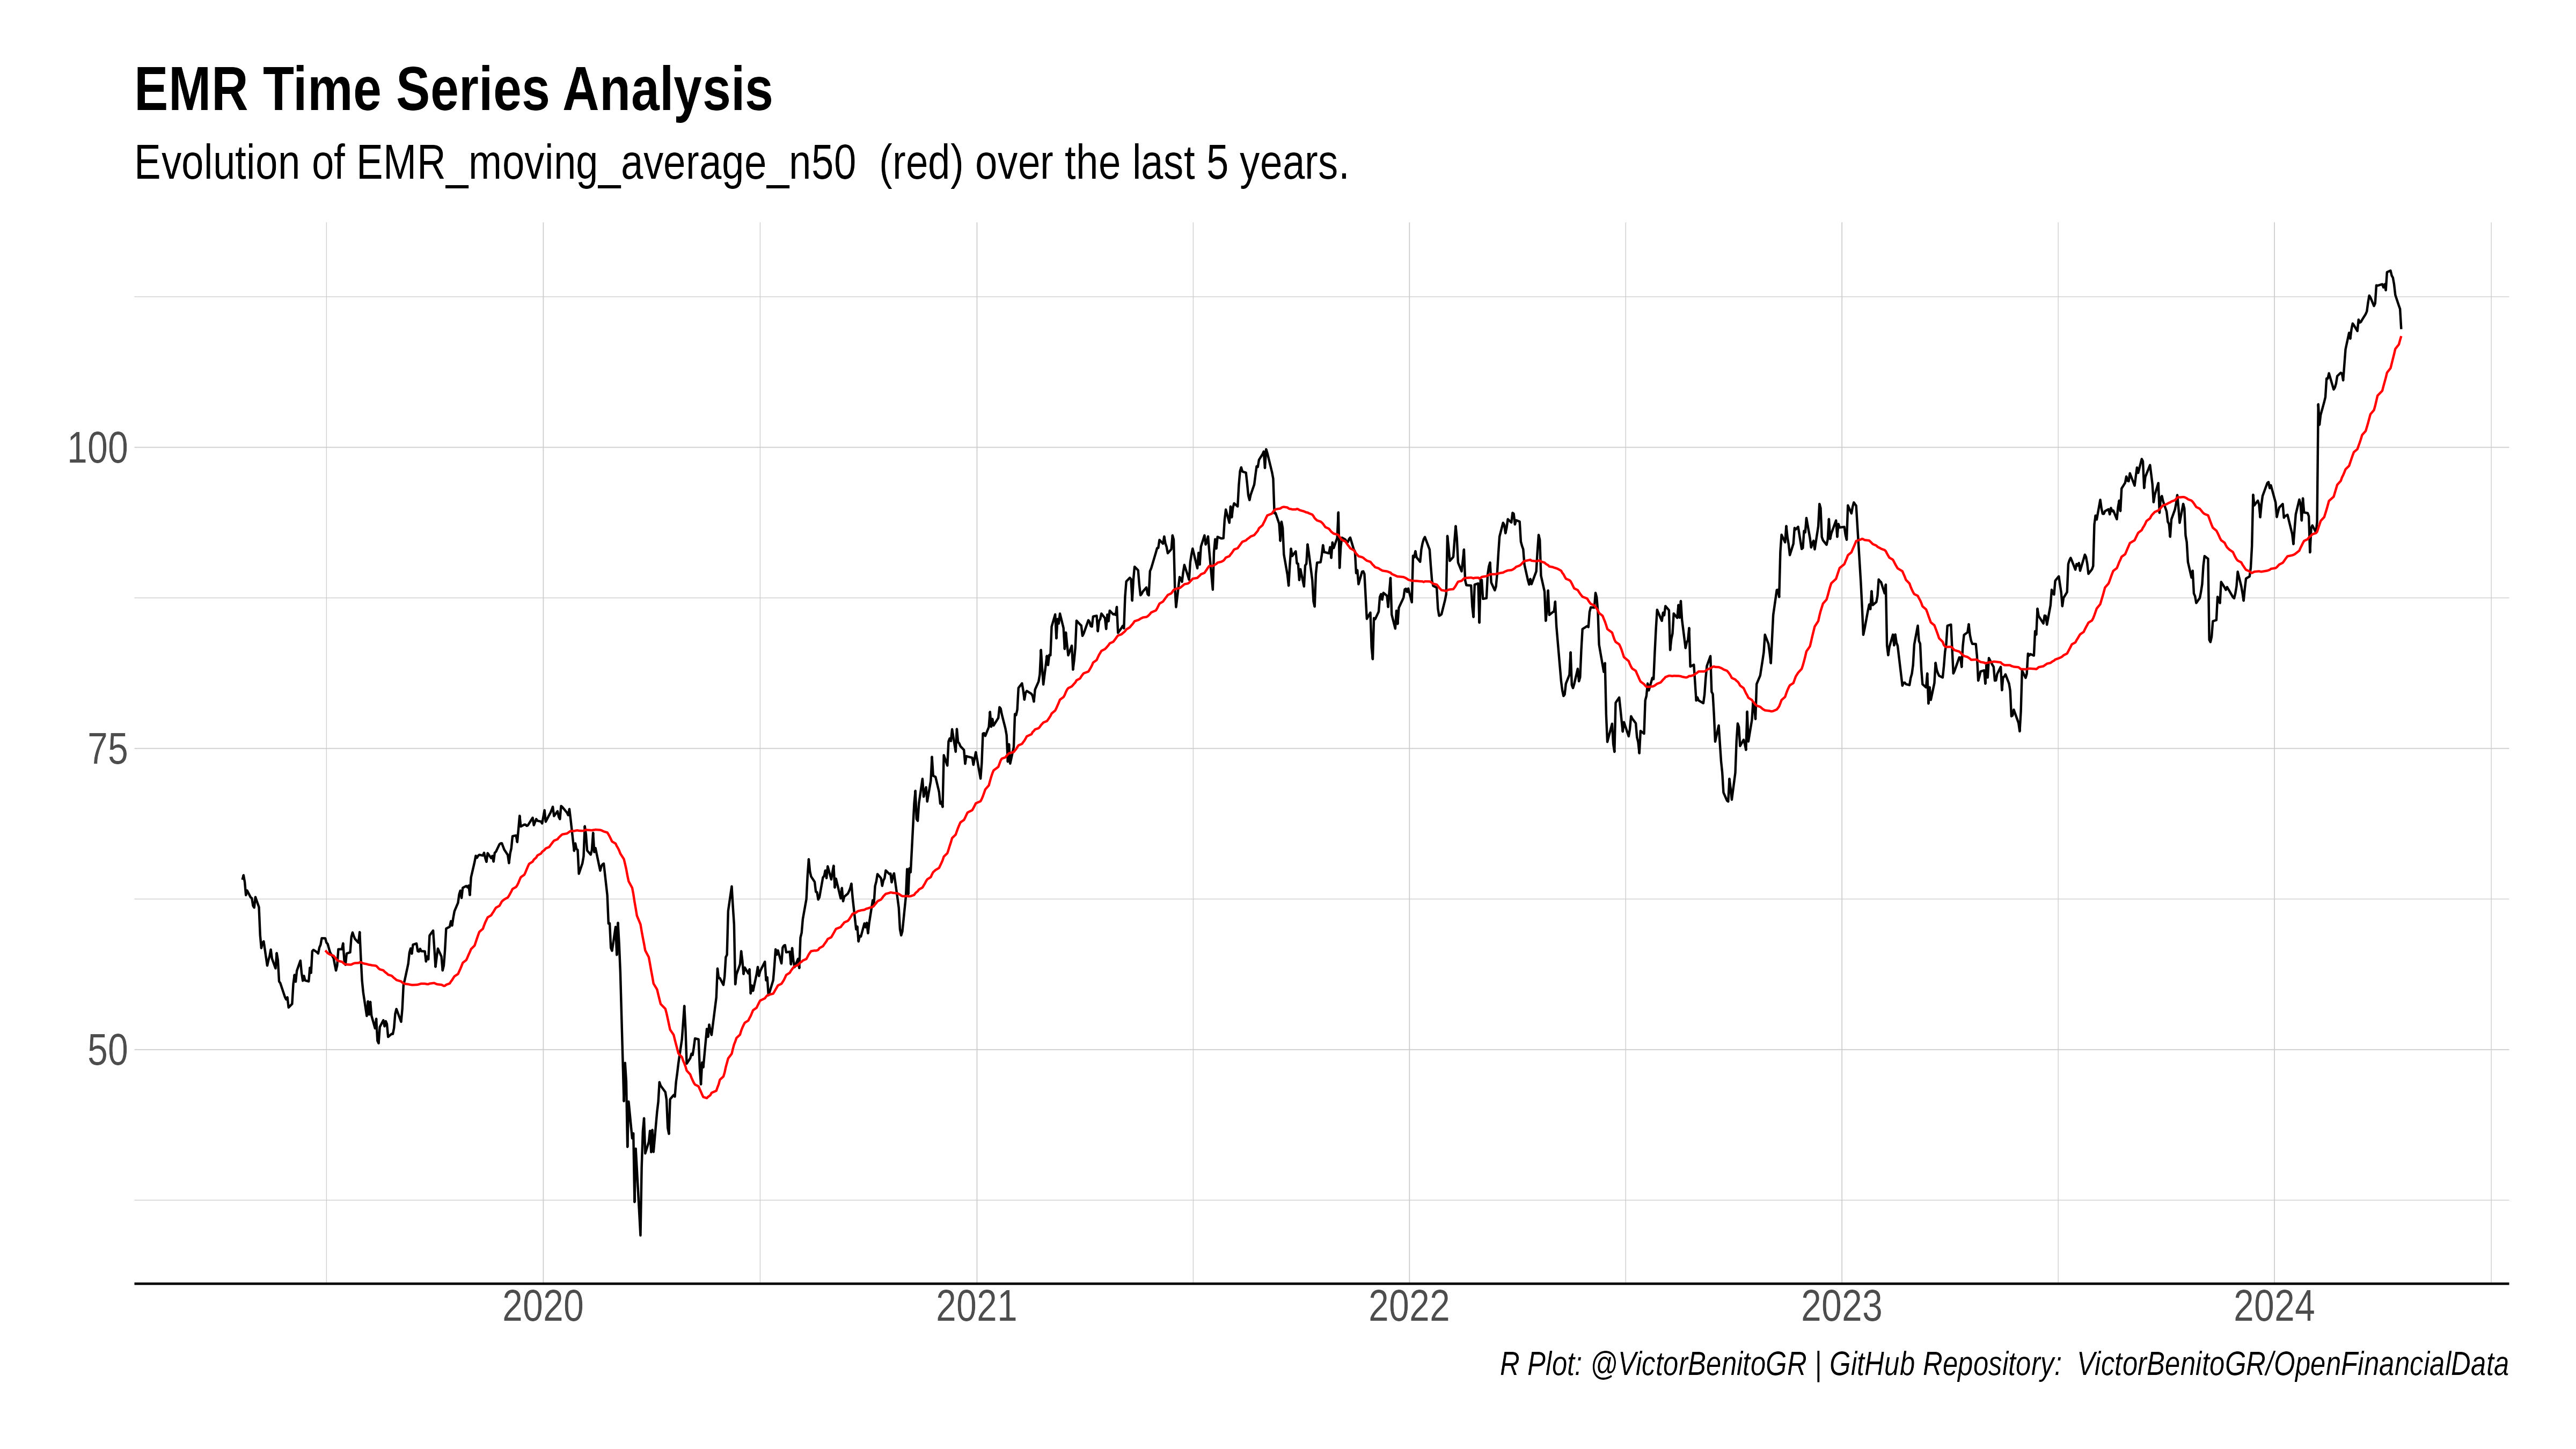 EMR Time Series Analysis
Evolution of EMR_moving_average_n50  (red) over the last 5 years.
100
75
50
2020 2021 2022 2023 2024
R Plot: @VictorBenitoGR | GitHub Repository:  VictorBenitoGR/OpenFinancialData